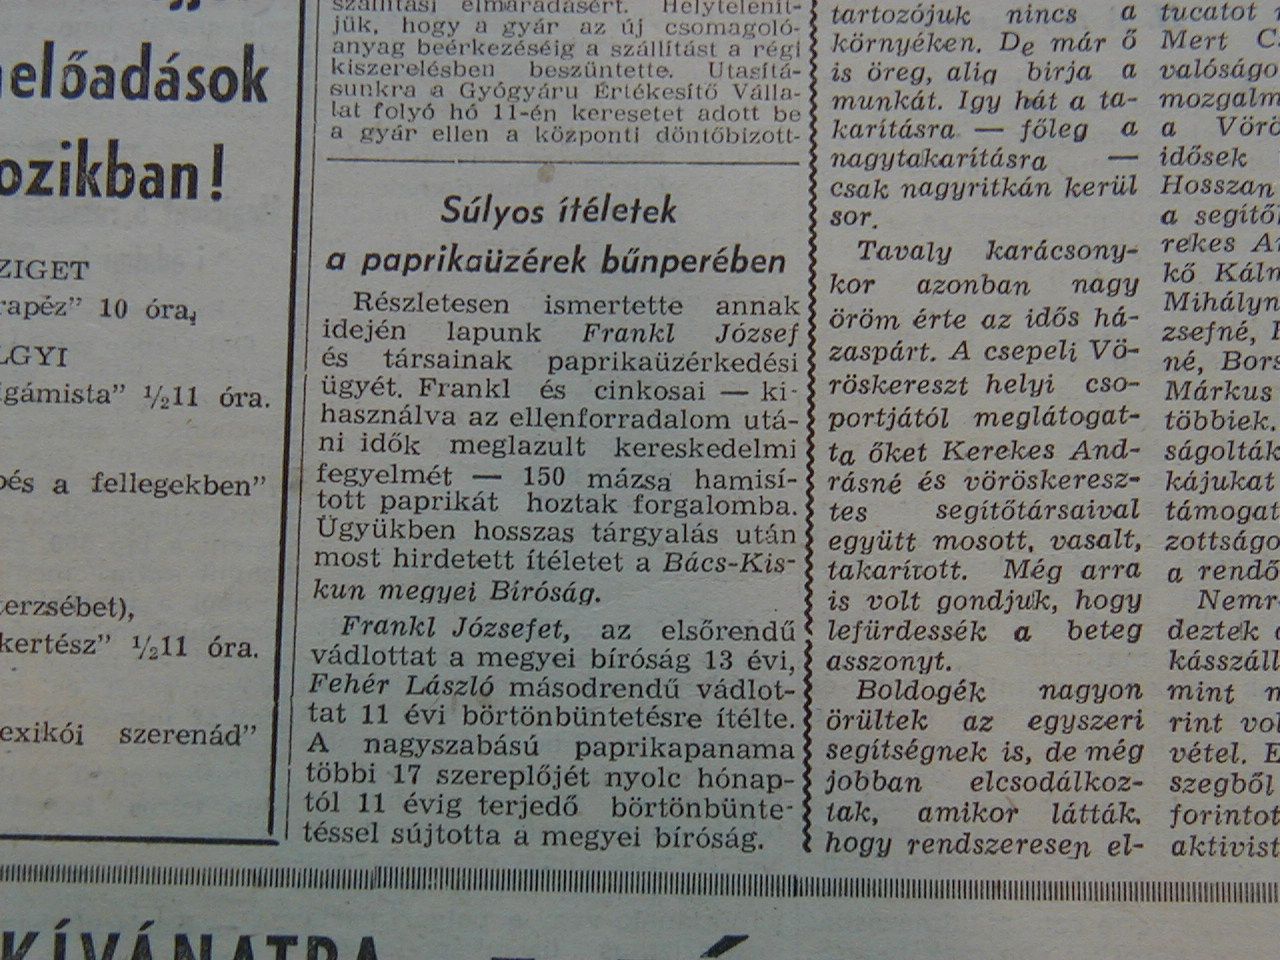 előadások
ozikban!
ZIGET
rapéz” 10 óra,
LGYI
igámista” ½11 óra.
pés a fellegekben”
erzsébet),
kertész” ½11 óra.
exikói szerenád”
szállítási elmaradásért. Helytelenít-
jük, hogy a gyár az új csomagoló-
anyag beérkezéséig a szállítást a régi
kiszerelésben beszüntette. Utasítá-
sunkra a Gyógyáru Értékesítő Válla-
lat folyó hó 11-én keresetet adott be
a gyár ellen a központi döntőbizott-
Súlyos ítéletek
a paprikaüzérek bűnperében
Részletesen ismertette annak
idején lapunk Frankl József
és társainak paprikaüzérkedési
ügyét. Frankl és cinkosai — ki-
használva az ellenforradalom utá-
ni idők meglazult kereskedelmi
fegyelmét — 150 mázsa hamisí-
tott paprikát hoztak forgalomba.
Ügyükben hosszas tárgyalás után
most hirdetett ítéletet a Bács-Kis-
kun megyei Bíróság.
Frankl Józsefet, az elsőrendű
vádlottat a megyei bíróság 13 évi,
Fehér László másodrendű vádlot-
tat 11 évi börtönbüntetésre ítélte.
A nagyszabású paprikapanama
többi 17 szereplőjét nyolc hónap-
tól 11 évig terjedő börtönbünte-
téssel sújtotta a megyei bíróság.
tartozójuk nincs a
környéken. De már ő
is öreg, alig birja a
munkát. Igy hát a ta-
karításra — főleg a
nagytakarításra —
csak nagyritkán kerül
sor.
Tavaly karácsony-
kor azonban nagy
öröm érte az idős há-
zaspárt. A csepeli Vö-
röskereszt helyi cso-
portjától meglátogat-
ta őket Kerekes And-
rásné és vöröskeresz-
tes segítőtársaival
együtt mosott, vasalt,
takarított. Még arra
is volt gondjuk, hogy
lefürdessék a beteg
asszonyt.
Boldogék nagyon
örültek az egyszeri
segítségnek is, de még
jobban elcsodálkoz-
tak, amikor látták,
hogy rendszeresen el-
tucatot
Mert C
valóságo
mozgalm
a Vörö
idősek
Hosszan
a segítők
rekes An
kő Kálm
Mihályn
zsefné, 
né, Bors
Márkus
többiek.
ságolták
kájukat
támogat
zottságo
a rendő
Nemr
deztek
kásszáll
mint
rint vol
vétel. E
szegből
forintot
aktivist
KÍVÁNATRA